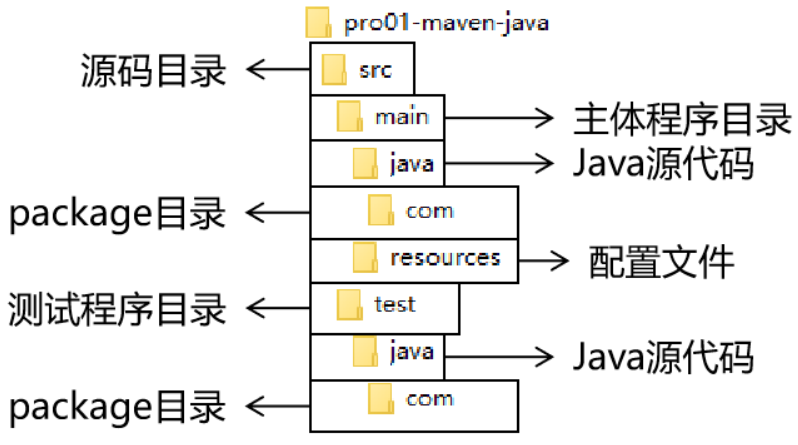 pro01-maven-java
源码目录 src
main 主体程序目录
java Java源代码
package目录 com
resources 配置文件
测试程序目录 test
java Java源代码
package目录 com